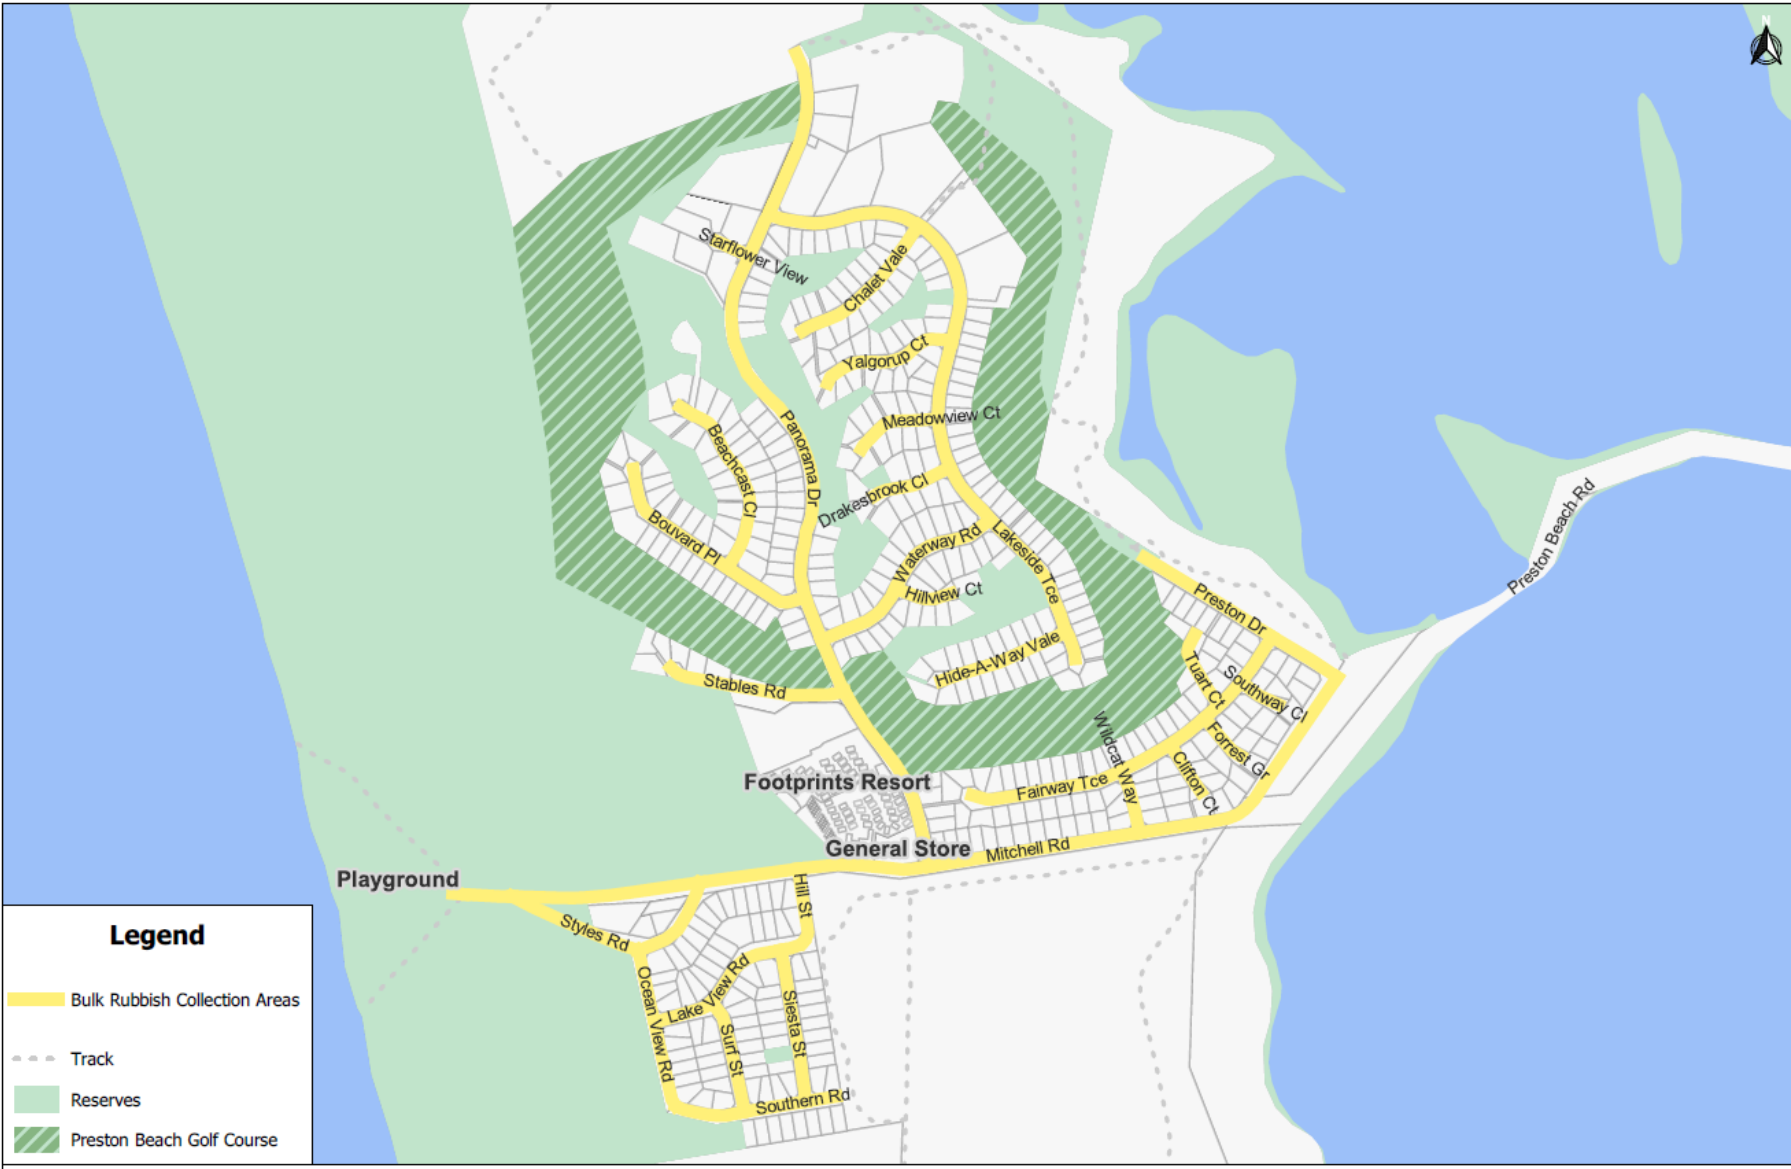 N
Starflower View
Chalet Vale
Yalgorup Ct
Meadowview Ct
Panorama Dr
Beachcast Cl
Drakesbrook Cl
Bouvard Pl
Waterway Rd
Lakeside Tce
Hillview Ct
Preston Beach Rd
Preston Dr
Hide-A-Way Vale
Tuart Ct
Southway Cl
Stables Rd
Wildcat Way
Forrest Gr
Clifton Ct
Footprints Resort
Fairway Tce
General Store
Mitchell Rd
Playground
Hill St
Styles Rd
Ocean View Rd
Lake View Rd
Siesta St
Surf St
Southern Rd
Legend
Bulk Rubbish Collection Areas
Track
Reserves
Preston Beach Golf Course